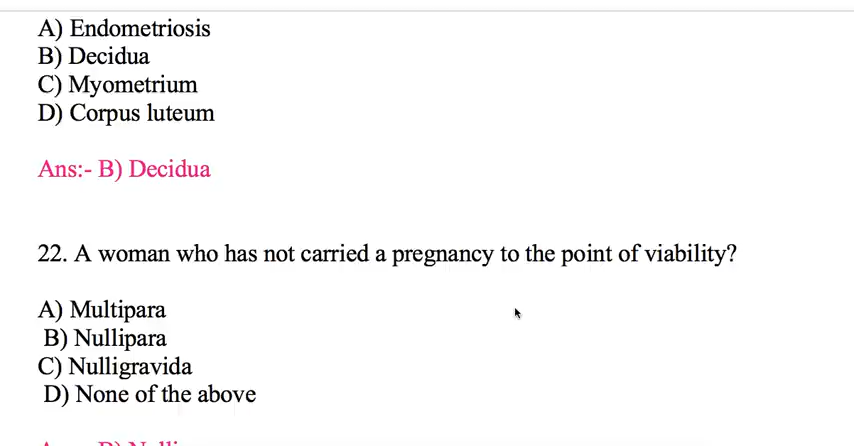 A) Endometriosis
B) Decidua
C) Myometrium
D) Corpus luteum
Ans:- B) Decidua
22. A woman who has not carried a pregnancy to the point of viability?
A) Multipara
B) Nullipara
C) Nulligravida
D) None of the above